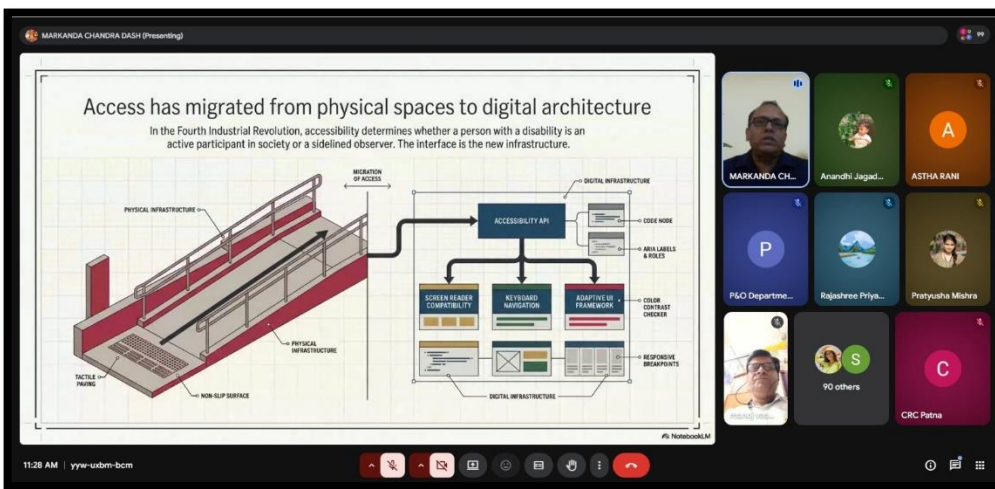 MARKANDA CHANDRA DASH (Presenting)
99
Access has migrated from physical spaces to digital architecture
In the Fourth Industrial Revolution, accessibility determines whether a person with a disability is an
active participant in society or a sidelined observer. The interface is the new infrastructure.
MIGRATION
OF ACCESS
PHYSICAL INFRASTRUCTURE
PHYSICAL
INFRASTRUCTURE
TACTILE
PAVING
NON-SLIP SURFACE
DIGITAL INFRASTRUCTURE
ACCESSIBILITY API
CODE NODE
ARIA LABELS
& ROLES
SCREEN READER
COMPATIBILITY
KEYBOARD
NAVIGATION
ADAPTIVE UI
FRAMEWORK
COLOR
CONTRAST
CHECKER
RESPONSIVE
BREAKPOINTS
DIGITAL INFRASTRUCTURE
NotebookLM
MARKANDA CH...
Anandhi Jagad...
A
ASTHA RANI
P
P&O Departme...
Rajashree Priya...
Pratyusha Mishra
S
90 others
C
CRC Patna
11:28 AM | yyw-uxbm-bcm